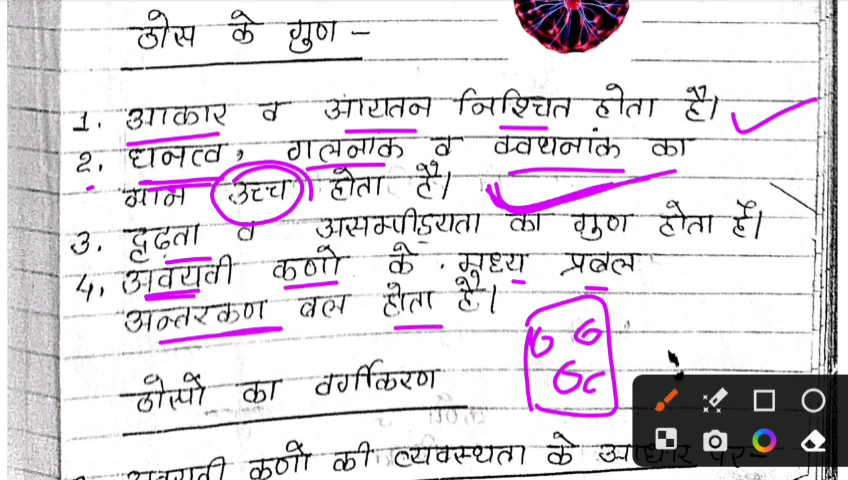 ठोस के गुण -
1. आकार व आयतन निश्चित होता है।
2. घनत्व, गलनांक व क्वथनांक का
मान उच्च होता है।
3. दृढ़ता व असम्पीड्यता का गुण होता है।
4. अवयवी कणो के मध्य प्रबल
अन्तरकण बल होता है।
ठोसों का वर्गीकरण
अवयवी कणों की व्यवस्थता के आधार पर-